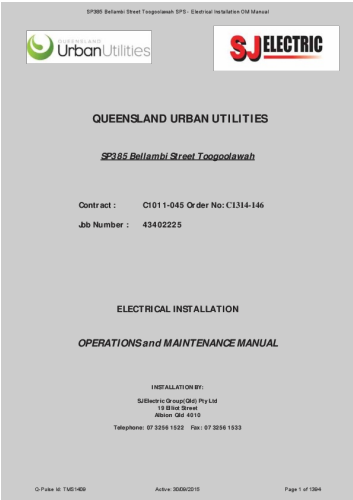 SP385 Bellambi Street Toogoolawah SPS - Electrical Installation OM Manual
QUEENSLAND
UrbanUtilities
SJ ELECTRIC
QUEENSLAND URBAN UTILITIES
SP385 Bellambi Street Toogoolawah
Contract : C1011-045 Order No: C1314-146
Job Number : 43402225
ELECTRICAL INSTALLATION
OPERATIONS and MAINTENANCE MANUAL
INSTALLATION BY:
SJ Electric Group (Qld) Pty Ltd
19 Elliot Street
Albion Qld 4010
Telephone: 07 3256 1522 Fax: 07 3256 1533
Q-Pulse Id TMS1409 Active: 30/09/2015 Page 1 of 1394